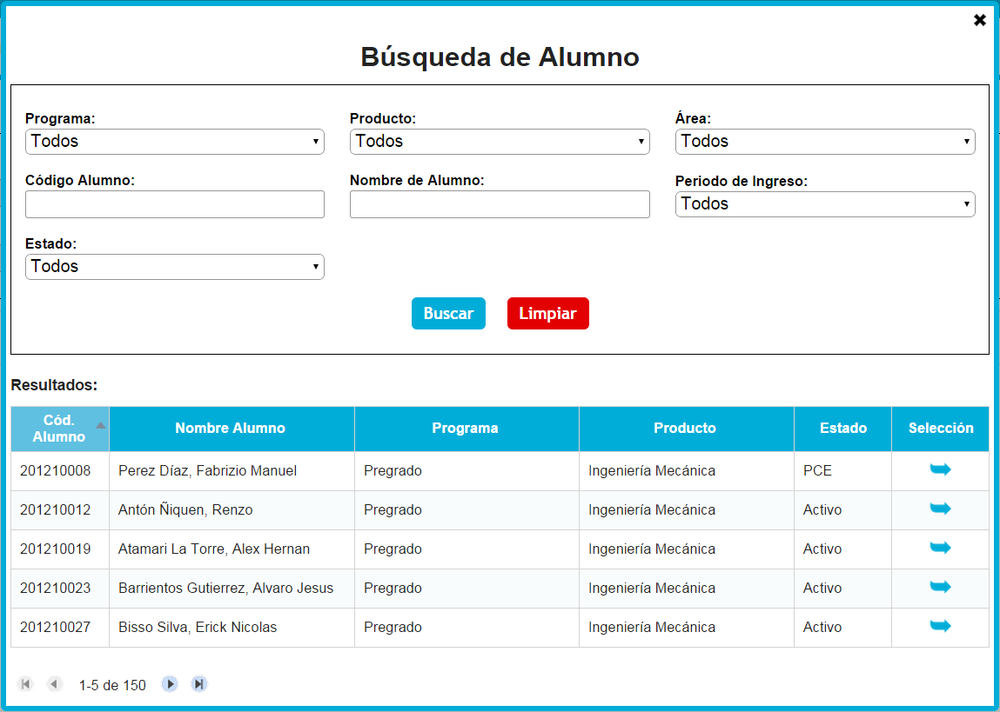 Búsqueda de Alumno
Programa: Producto: Área:
Todos Todos Todos
Código Alumno: Nombre de Alumno: Periodo de Ingreso:
Todos
Estado:
Todos
Buscar Limpiar
Resultados:
Cód. Alumno Nombre Alumno Programa Producto Estado Selección
201210008 Perez Díaz, Fabrizio Manuel Pregrado Ingeniería Mecánica PCE
201210012 Antón Ñiquen, Renzo Pregrado Ingeniería Mecánica Activo
201210019 Atamari La Torre, Alex Hernan Pregrado Ingeniería Mecánica Activo
201210023 Barrientos Gutierrez, Alvaro Jesus Pregrado Ingeniería Mecánica Activo
201210027 Bisso Silva, Erick Nicolas Pregrado Ingeniería Mecánica Activo
1-5 de 150